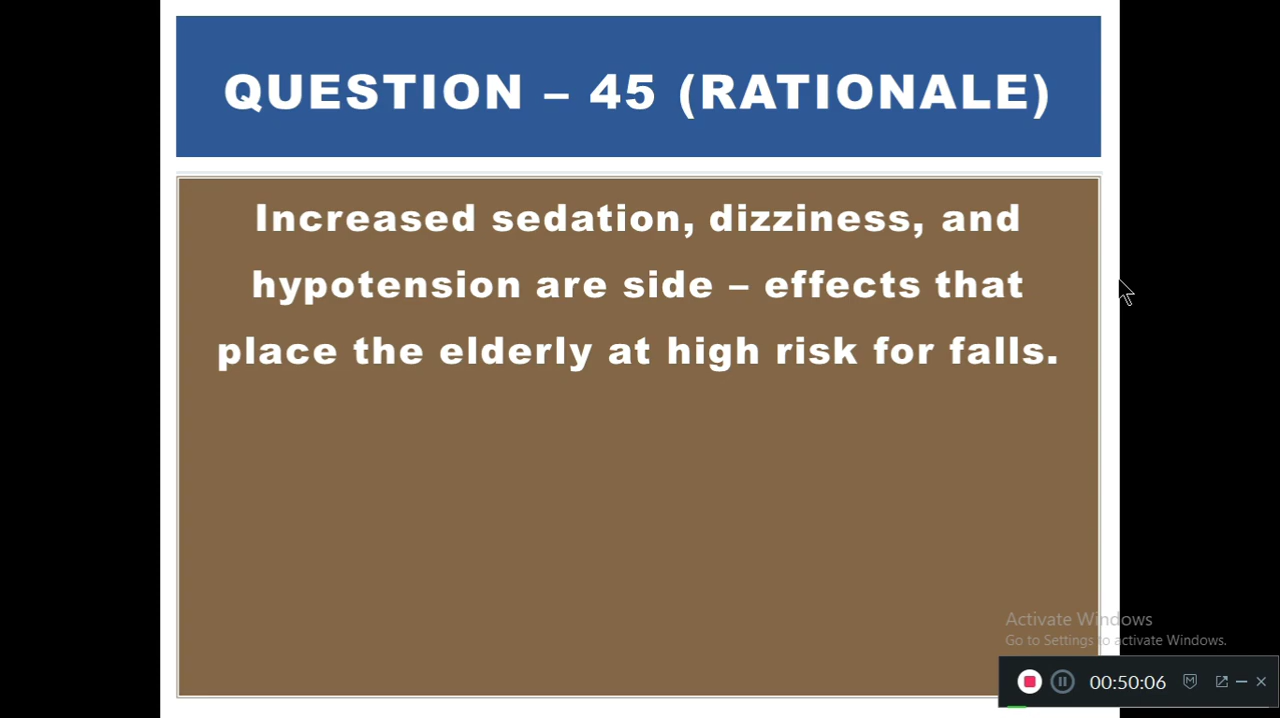 QUESTION – 45 (RATIONALE)
Increased sedation, dizziness, and
hypotension are side – effects that
place the elderly at high risk for falls.
Activate Windows
Go to Settings to activate Windows.
00:50:06